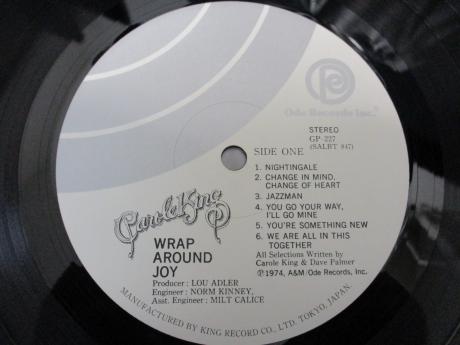 Ode Records Inc.
STEREO
GP-227
(SALBT 847)
SIDE ONE
1. NIGHTINGALE
2. CHANGE IN MIND,
CHANGE OF HEART
3. JAZZMAN
4. YOU GO YOUR WAY,
I'LL GO MINE
5. YOU'RE SOMETHING NEW
6. WE ARE ALL IN THIS
TOGETHER
All Selections Written by
Carole King & Dave Palmer
℗1974, A&M/Ode Records, Inc.
Carole King
WRAP
AROUND
JOY
Producer : LOU ADLER
Engineer : NORM KINNEY,
Asst. Engineer : MILT CALICE
MANUFACTURED BY KING RECORD CO., LTD. TOKYO, JAPAN.